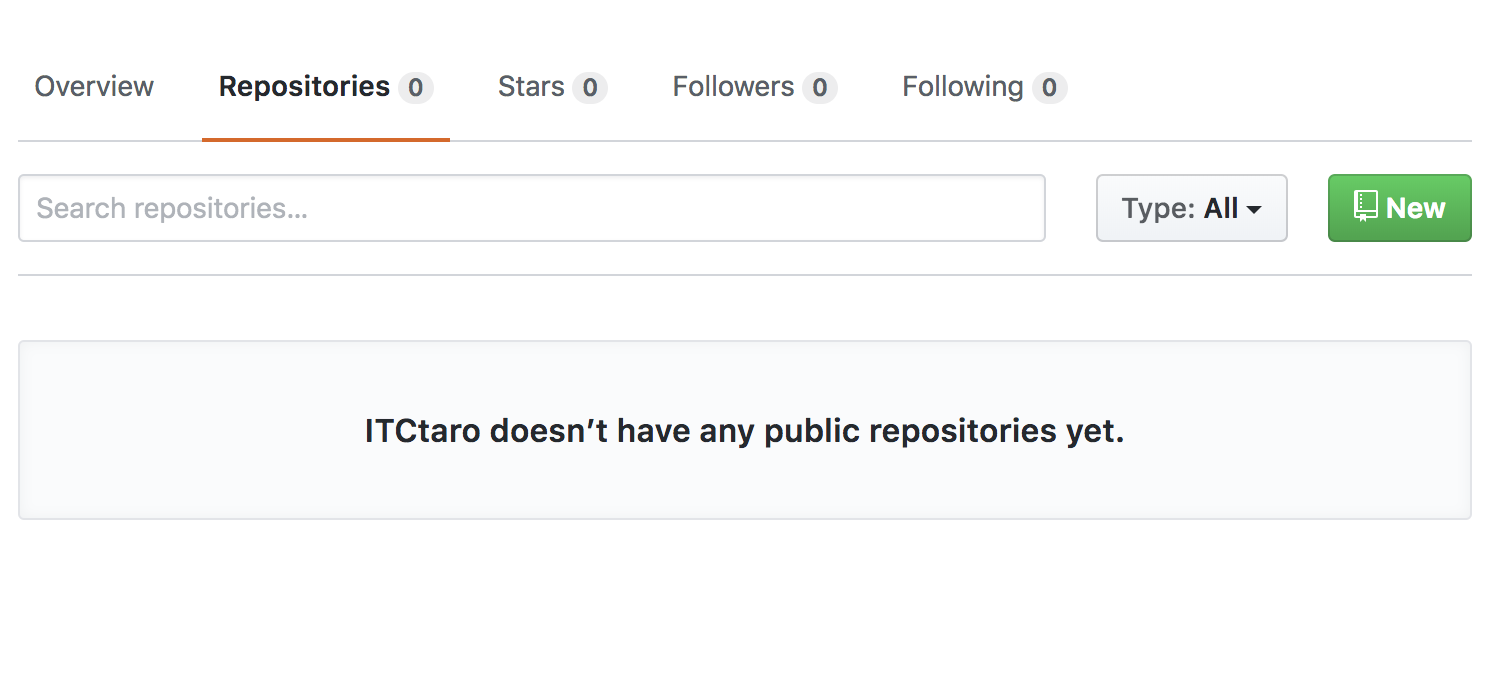 Overview Repositories 0 Stars 0 Followers 0 Following 0
Search repositories... Type: All New
ITCtaro doesn’t have any public repositories yet.